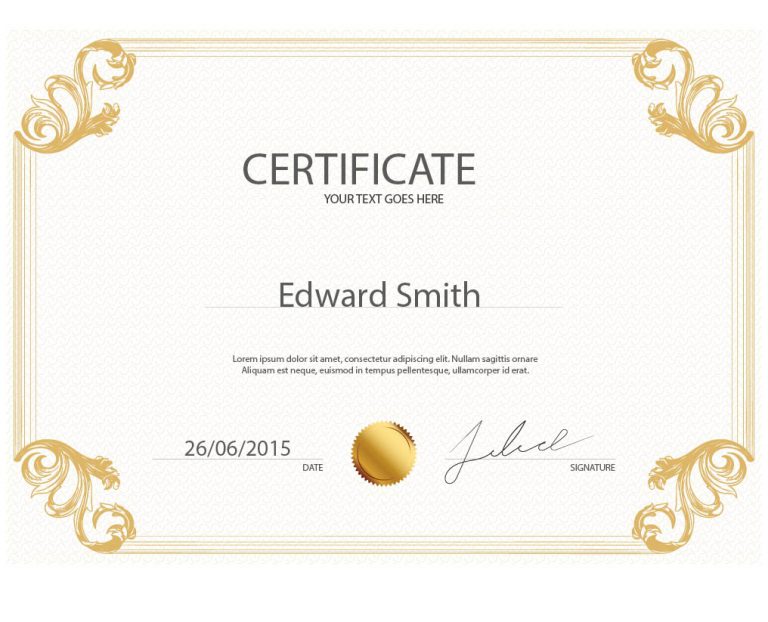 CERTIFICATE
YOUR TEXT GOES HERE
Edward Smith
Lorem ipsum dolor sit amet, consectetur adipiscing elit. Nullam sagittis ornare
Aliquam est neque, euismod in tempus pellentesque, ullamcorper id erat.
26/06/2015
DATE
SIGNATURE